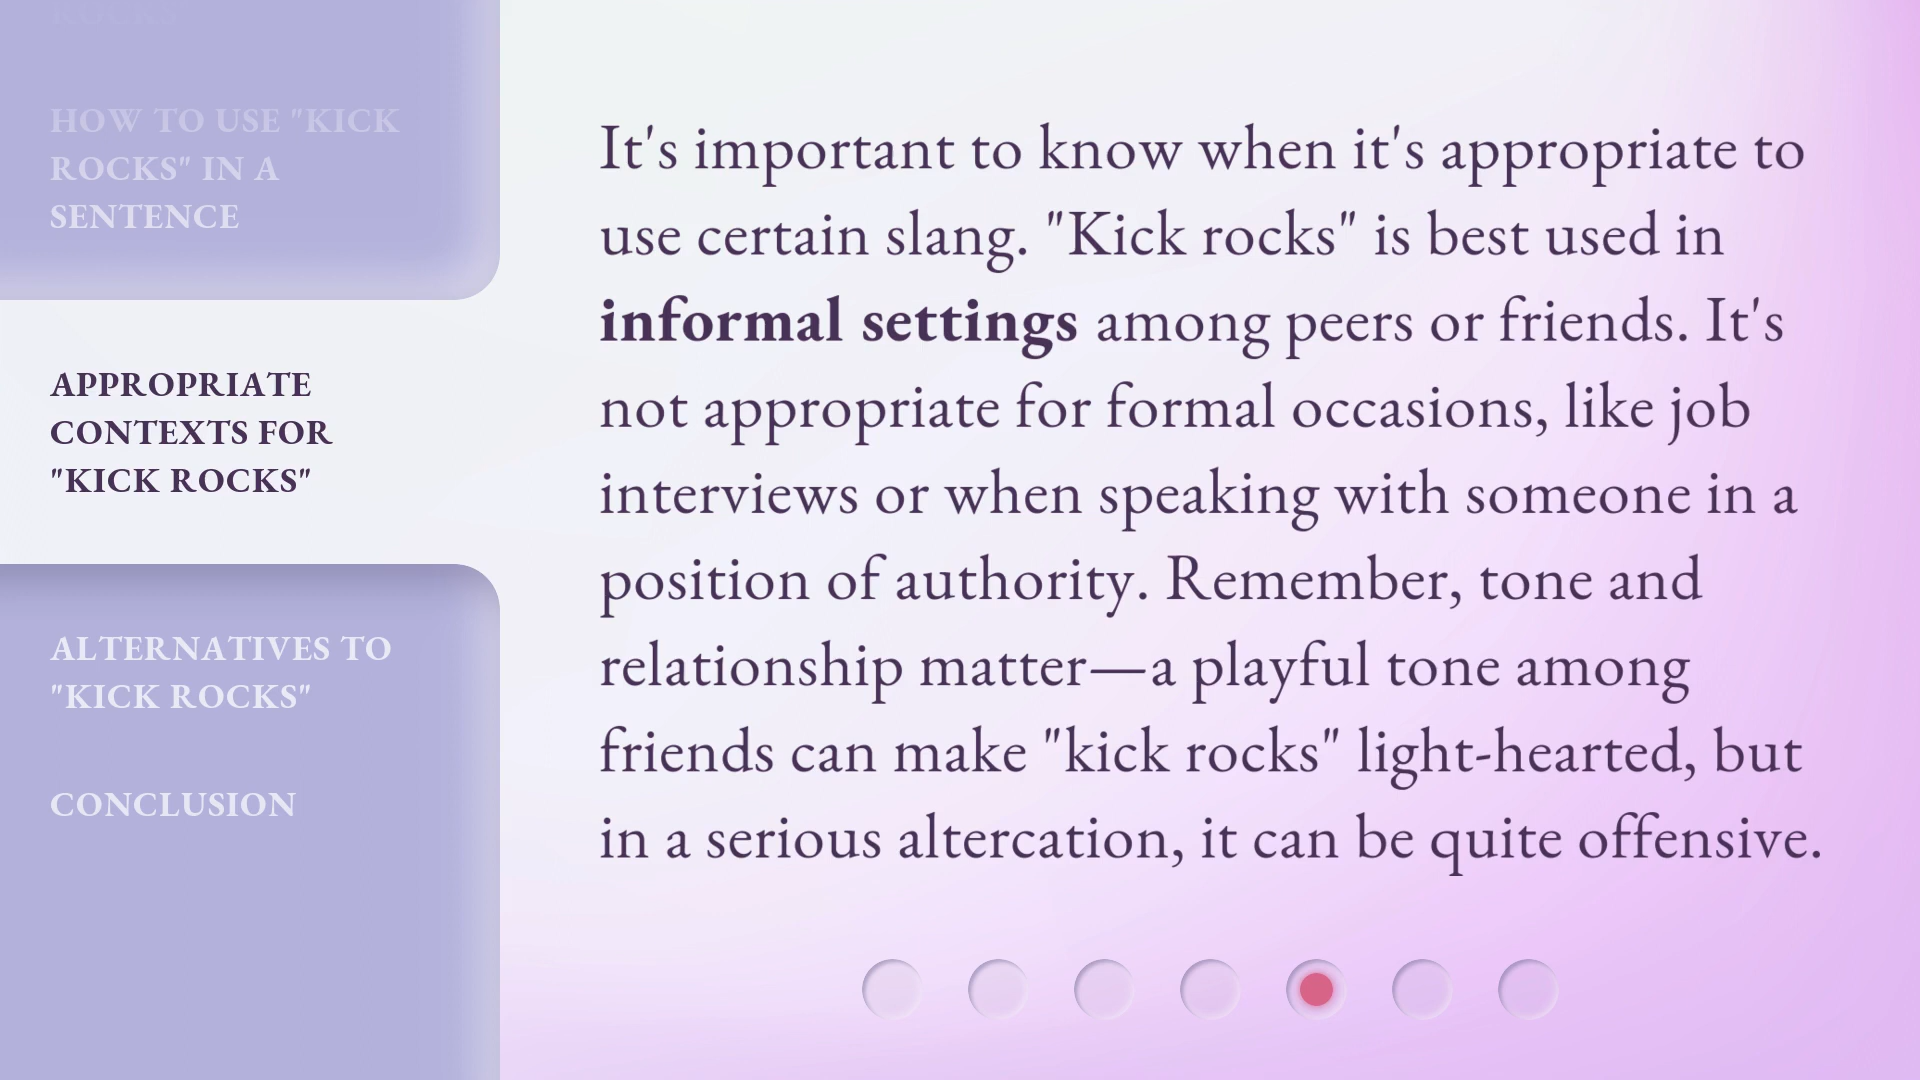 HOW TO USE "KICK
ROCKS" IN A
SENTENCE
APPROPRIATE
CONTEXTS FOR
"KICK ROCKS"
ALTERNATIVES TO
"KICK ROCKS"
CONCLUSION
It's important to know when it's appropriate to
use certain slang. "Kick rocks" is best used in
informal settings among peers or friends. It's
not appropriate for formal occasions, like job
interviews or when speaking with someone in a
position of authority. Remember, tone and
relationship matter—a playful tone among
friends can make "kick rocks" light-hearted, but
in a serious altercation, it can be quite offensive.